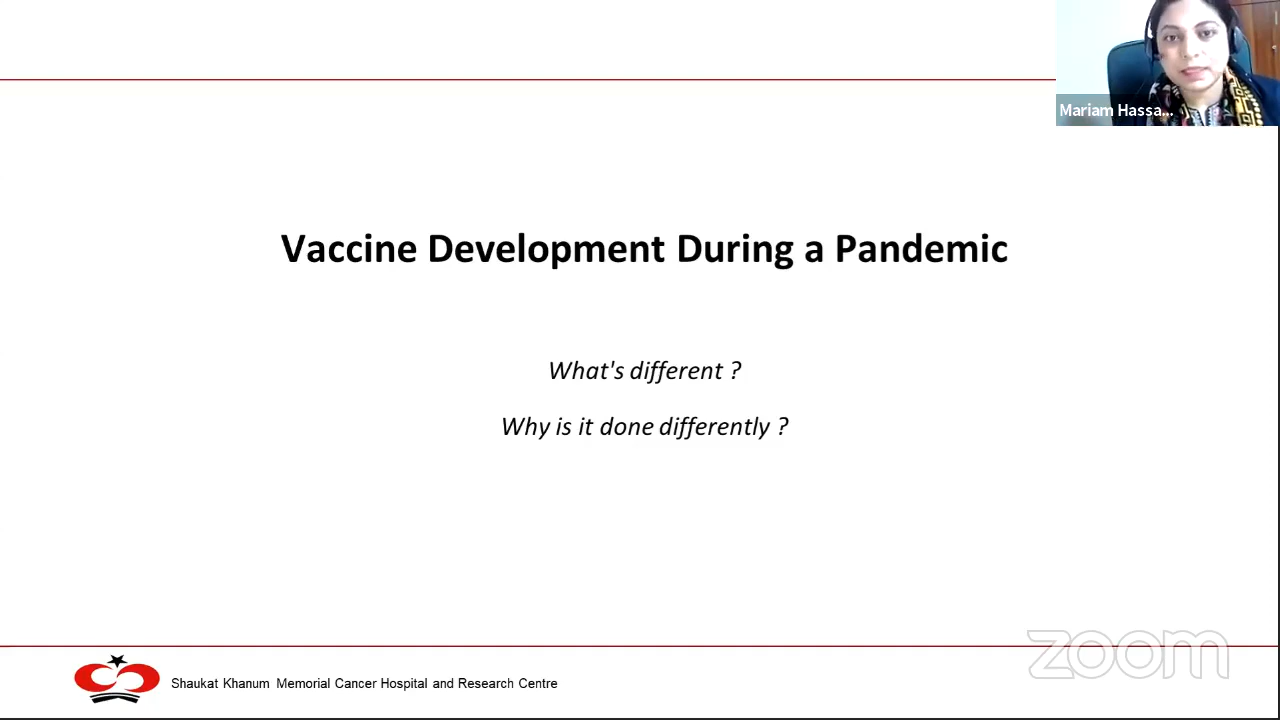 Mariam Hassa...
Vaccine Development During a Pandemic
What's different ?
Why is it done differently ?
Shaukat Khanum Memorial Cancer Hospital and Research Centre
zoom